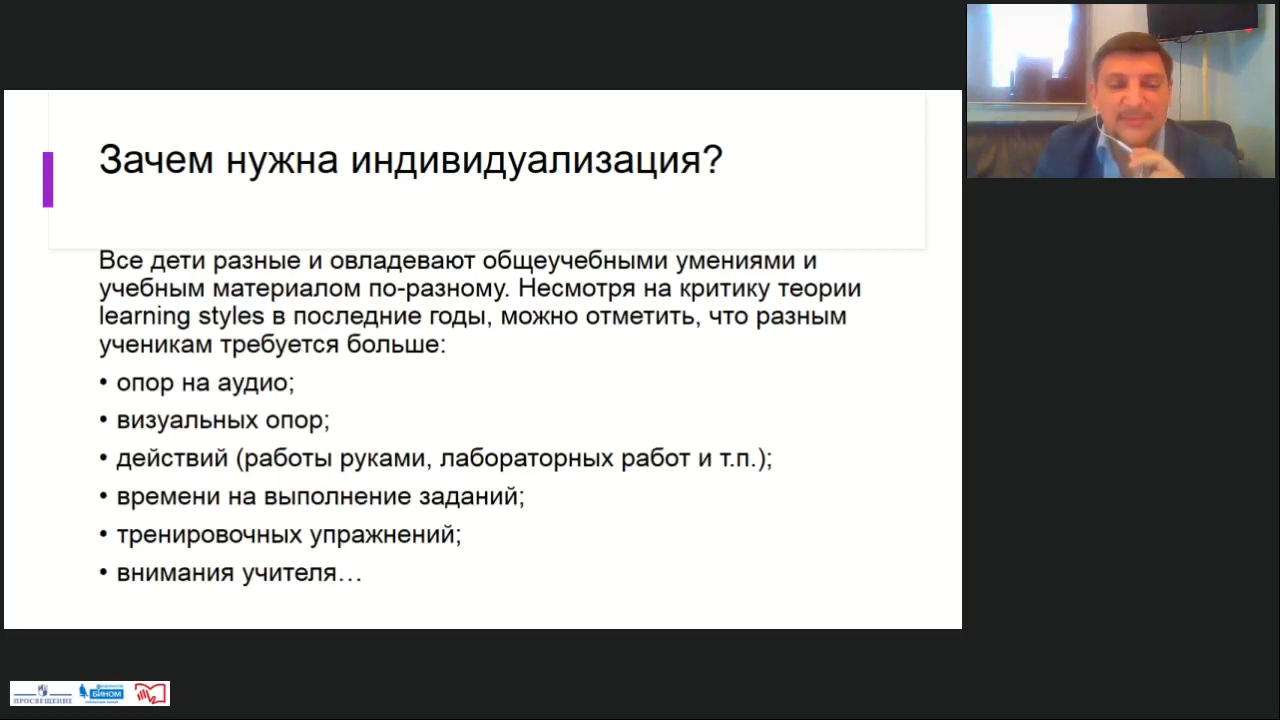 Зачем нужна индивидуализация?
Все дети разные и овладевают общеучебными умениями и
учебным материалом по-разному. Несмотря на критику теории
learning styles в последние годы, можно отметить, что разным
ученикам требуется больше:
• опор на аудио;
• визуальных опор;
• действий (работы руками, лабораторных работ и т.п.);
• времени на выполнение заданий;
• тренировочных упражнений;
• внимания учителя…
ПРОСВЕЩЕНИЕ
БИНОМ